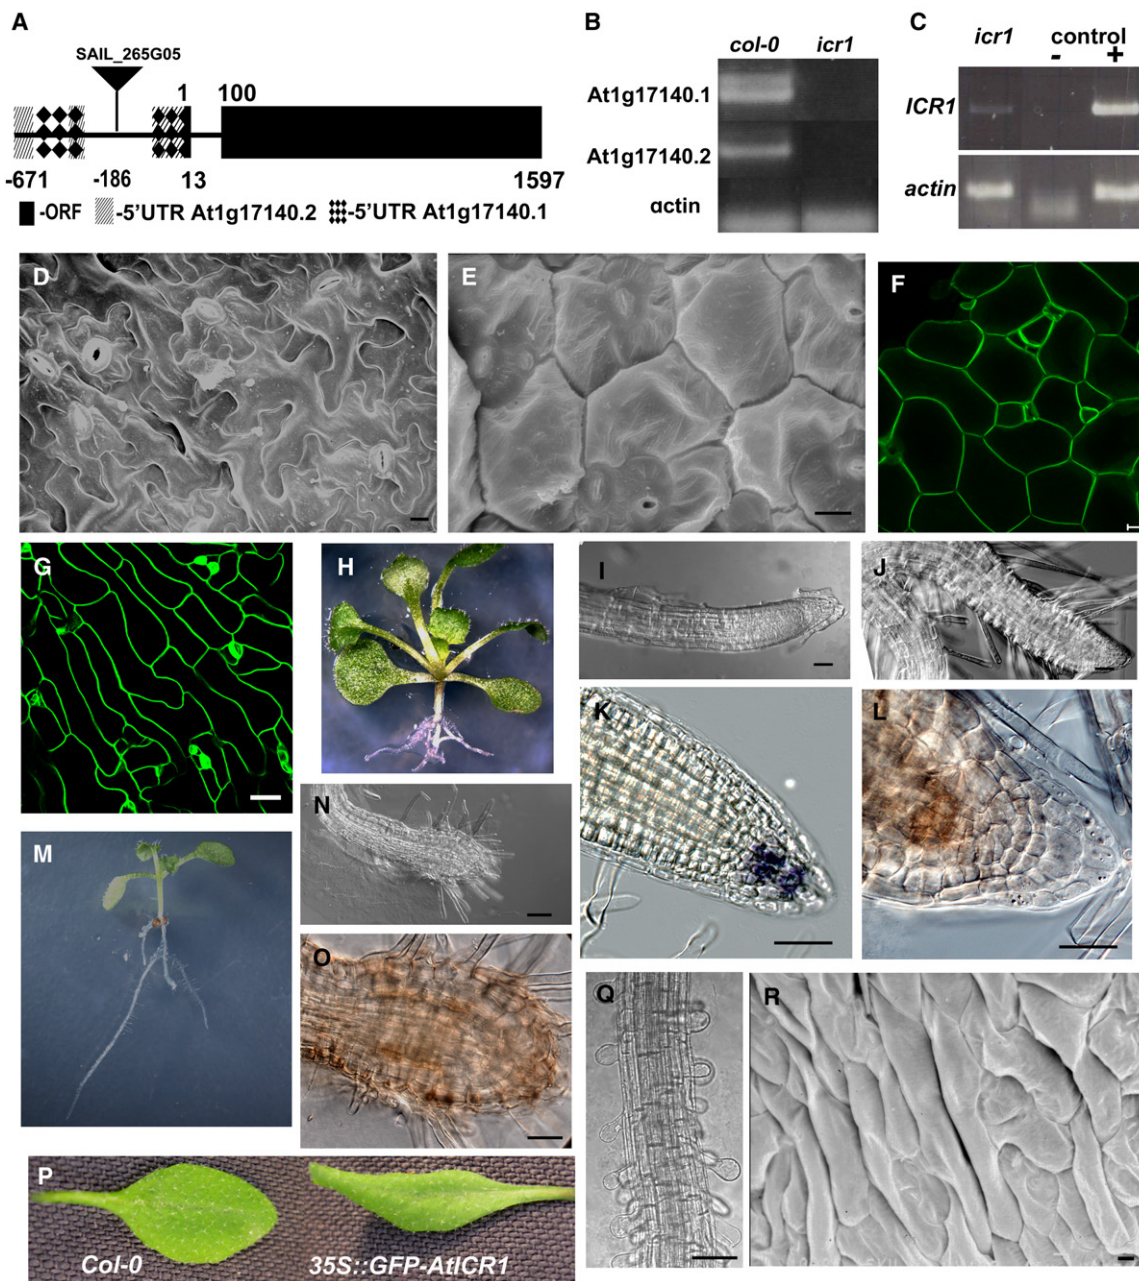 A
SAIL_265G05
1
100
-671
-186
13
1597
-ORF
-5'UTR At1g17140.2
-5'UTR At1g17140.1
B
col-0
icr1
At1g17140.1
At1g17140.2
actin
C
icr1
control
- +
ICR1
actin
D
E
F
G
H
I
J
K
L
M
N
O
P
Col-0
35S::GFP-AtICR1
Q
R